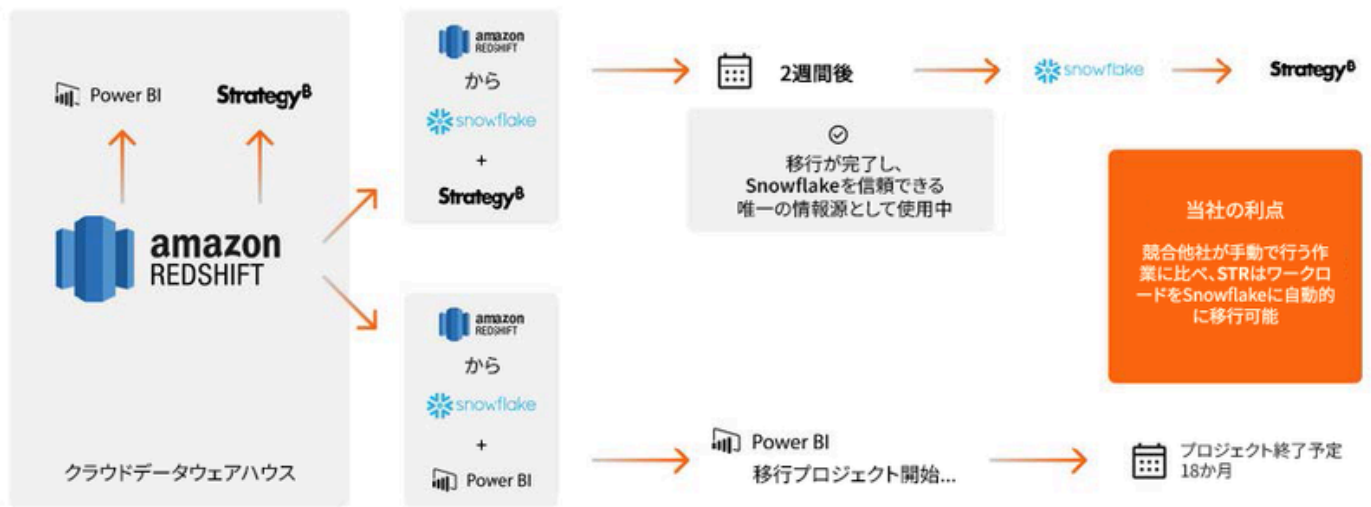 Power BI
Strategyᴮ
amazon
REDSHIFT
クラウドデータウェアハウス
amazon
REDSHIFT
から
snowflake
+
Strategyᴮ
2週間後
snowflake
Strategyᴮ
移行が完了し、
Snowflakeを信頼できる
唯一の情報源として使用中
当社の利点
競合他社が手動で行う作
業に比べ、STRはワークロ
ードをSnowflakeに自動的
に移行可能
amazon
REDSHIFT
から
snowflake
+
Power BI
Power BI
移行プロジェクト開始...
プロジェクト終了予定
18か月